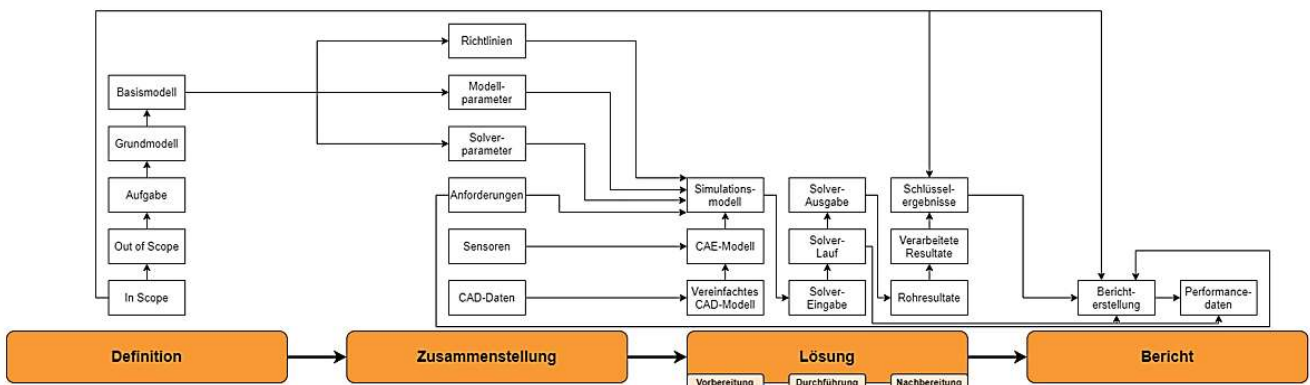 Richtlinien
Basismodell
Modell-
parameter
Grundmodell
Solver-
parameter
Aufgabe
Anforderungen
Simulations-
modell
Solver-
Ausgabe
Schlüssel-
ergebnisse
Out of Scope
Sensoren
CAE-Modell
Solver-
Lauf
Verarbeitete
Resultate
In Scope
CAD-Daten
Vereinfachtes
CAD-Modell
Solver-
Eingabe
Rohresultate
Bericht-
erstellung
Performance-
daten
Definition
Zusammenstellung
Lösung
Bericht
Vorbereitung
Durchführung
Nachbereitung